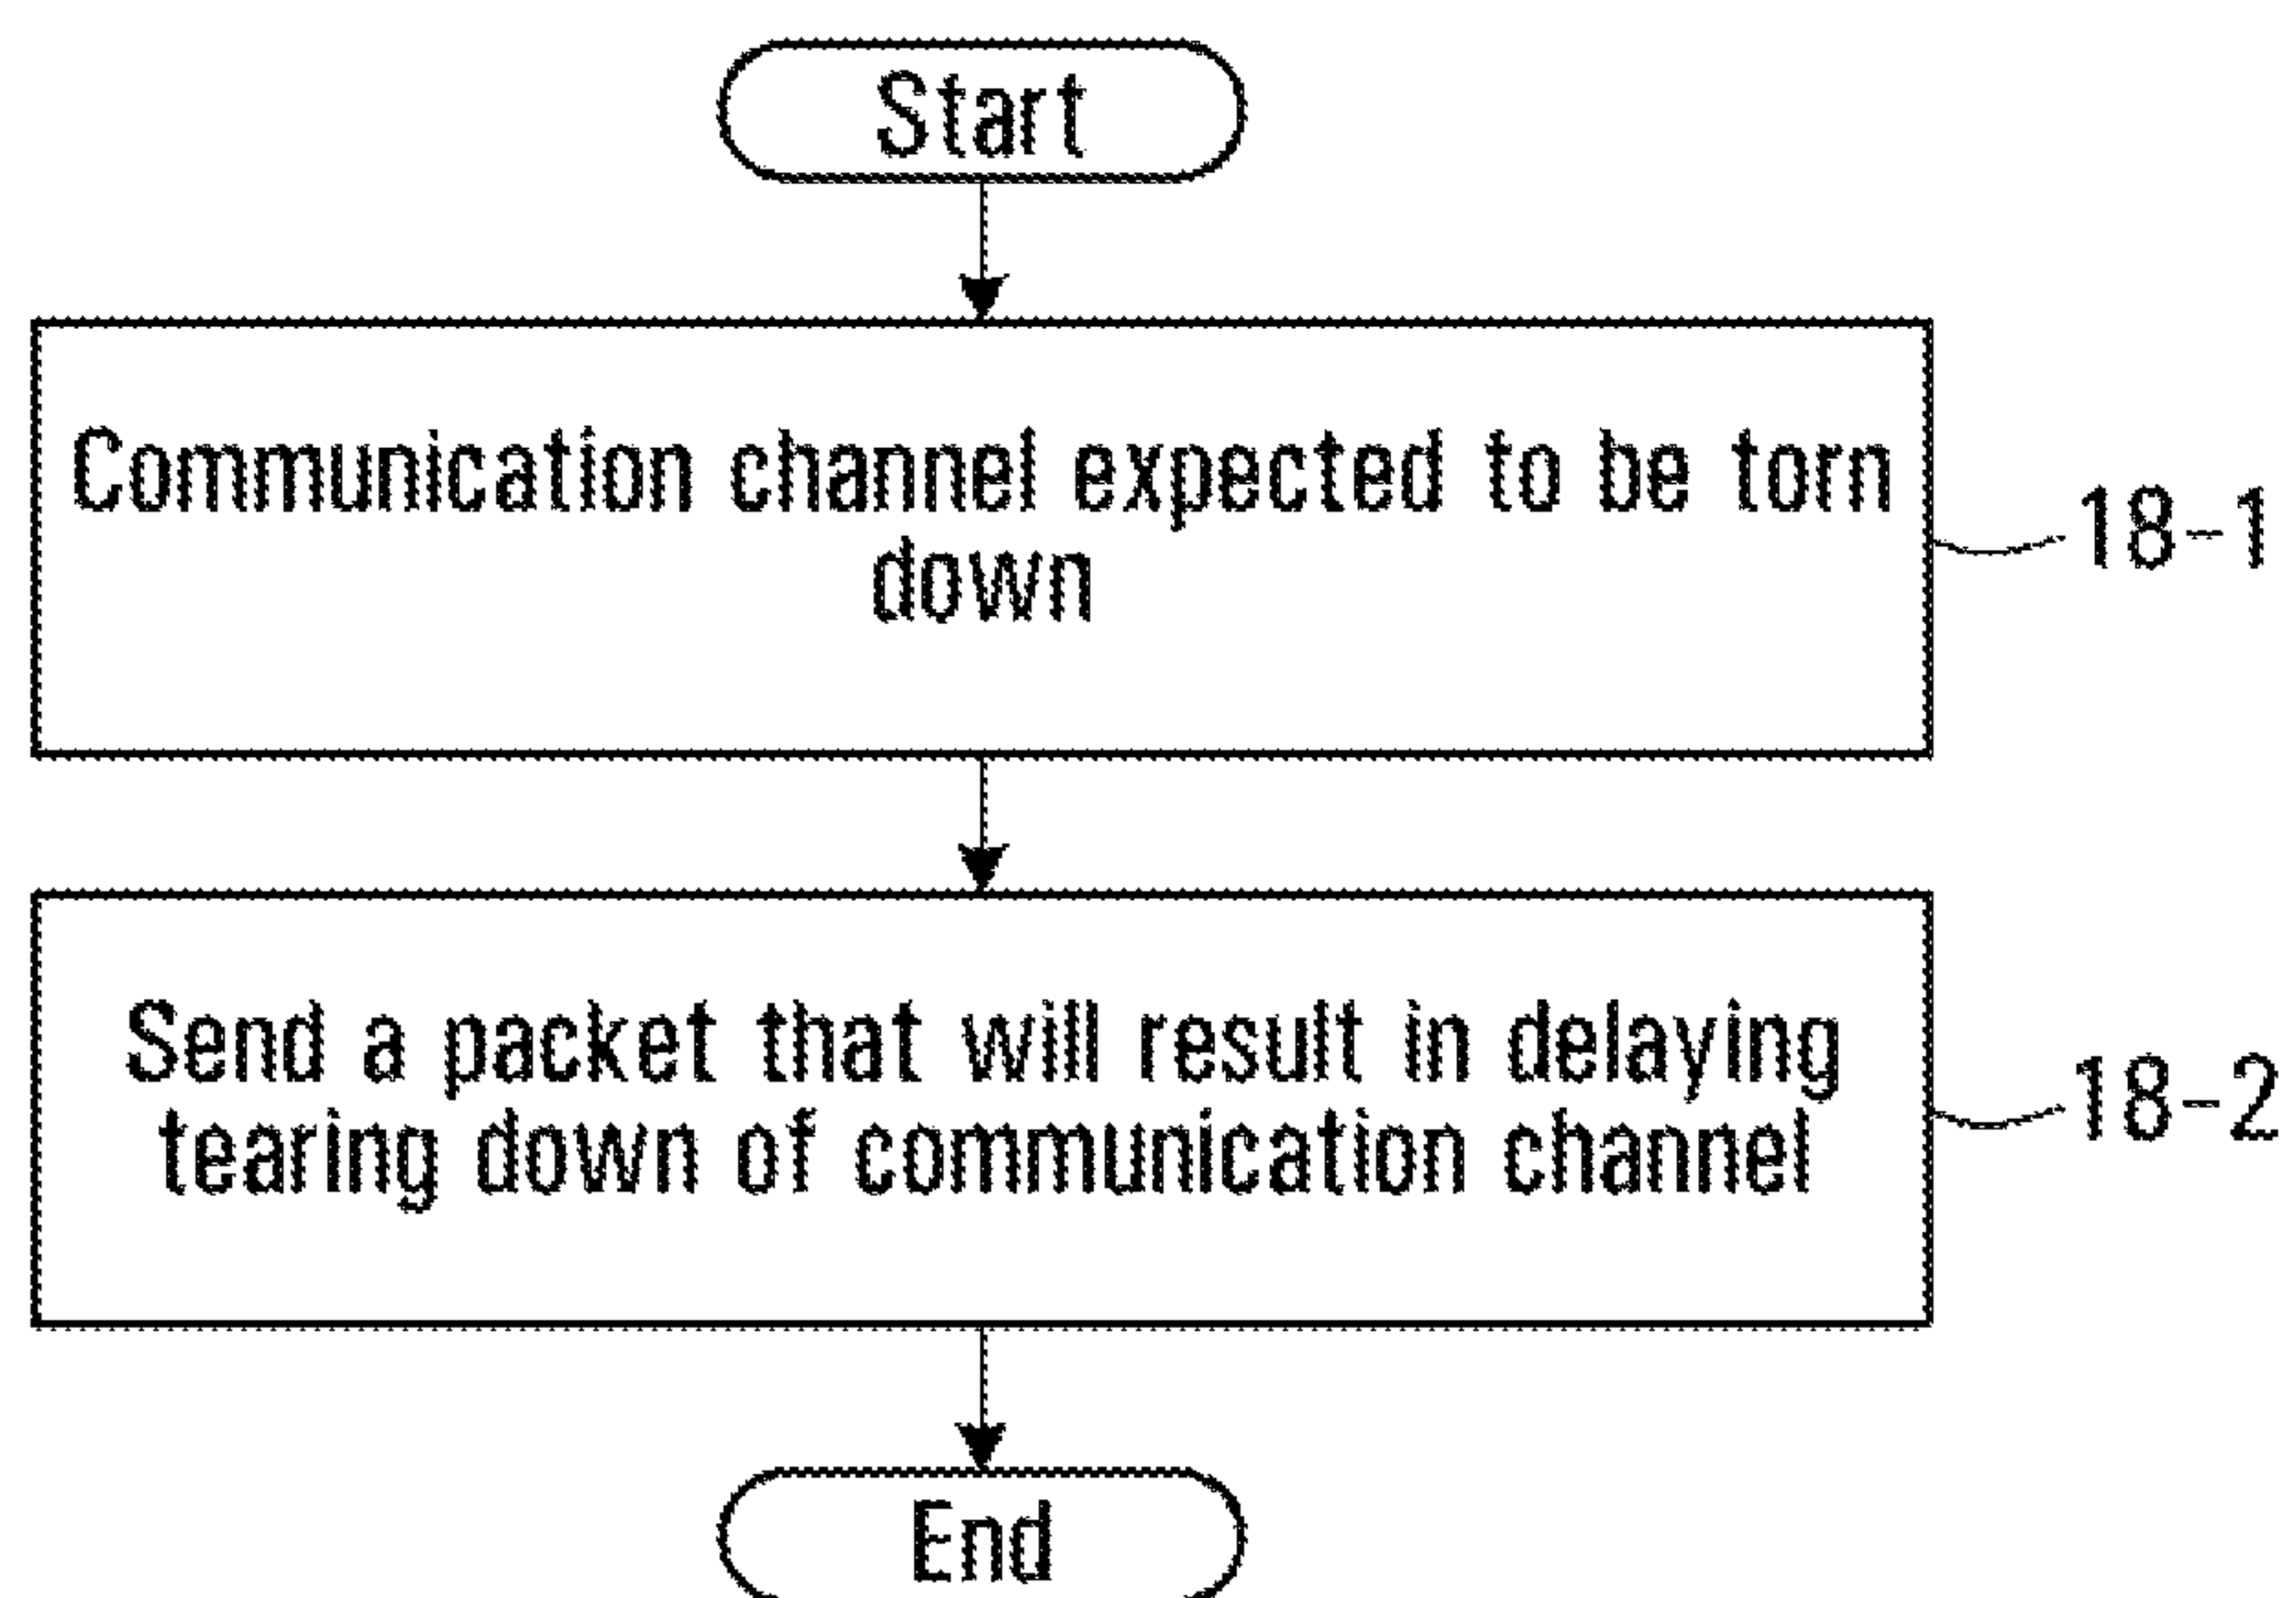 Start
Communication channel expected to be torn
down
18-1
Send a packet that will result in delaying
tearing down of communication channel
18-2
End